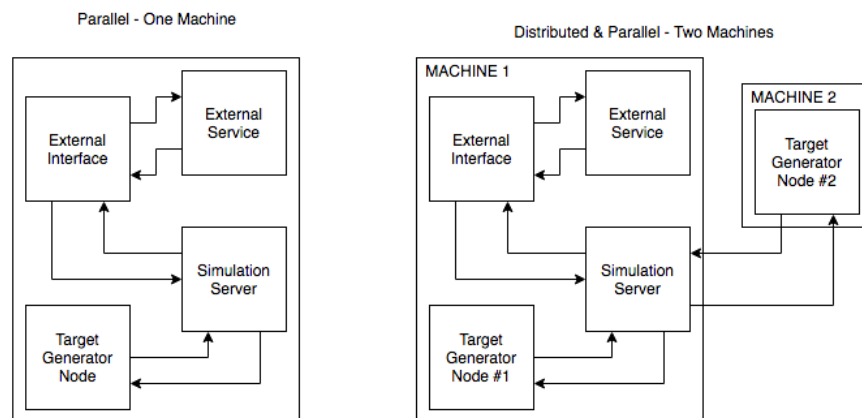 Parallel - One Machine
External
Interface
External
Service
Simulation
Server
Target
Generator
Node
Distributed & Parallel - Two Machines
MACHINE 1
External
Interface
External
Service
Simulation
Server
Target
Generator
Node #1
MACHINE 2
Target
Generator
Node #2